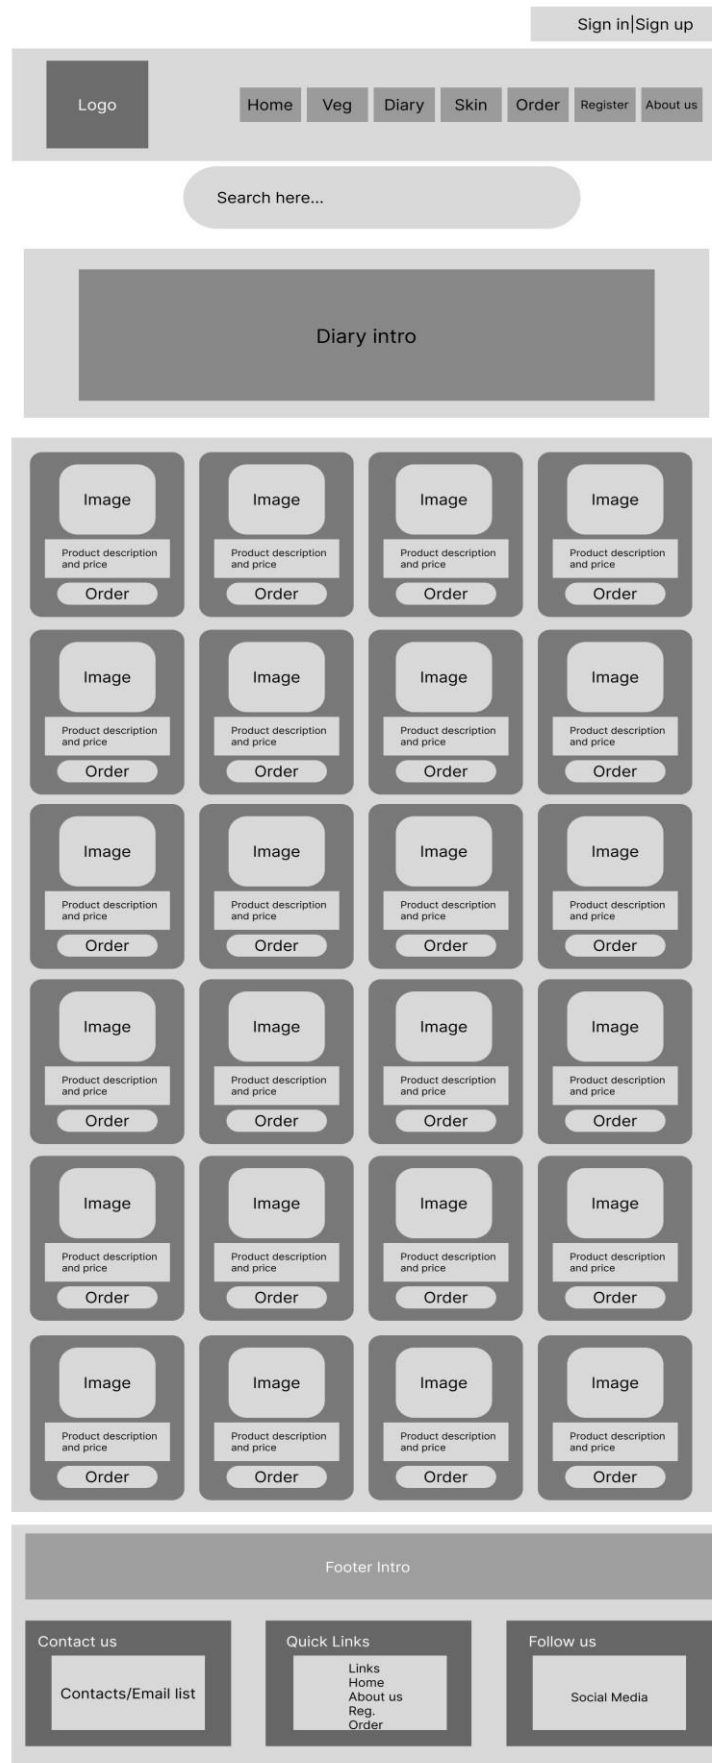 Sign in|Sign up
Logo
Home Veg Diary Skin Order Register About us
Search here...
Diary intro
Image Image Image Image
Product description Product description Product description Product description
and price and price and price and price
Order Order Order Order
Image Image Image Image
Product description Product description Product description Product description
and price and price and price and price
Order Order Order Order
Image Image Image Image
Product description Product description Product description Product description
and price and price and price and price
Order Order Order Order
Image Image Image Image
Product description Product description Product description Product description
and price and price and price and price
Order Order Order Order
Image Image Image Image
Product description Product description Product description Product description
and price and price and price and price
Order Order Order Order
Image Image Image Image
Product description Product description Product description Product description
and price and price and price and price
Order Order Order Order
Footer Intro
Contact us
Contacts/Email list
Quick Links
Links
Home
About us
Reg.
Order
Follow us
Social Media